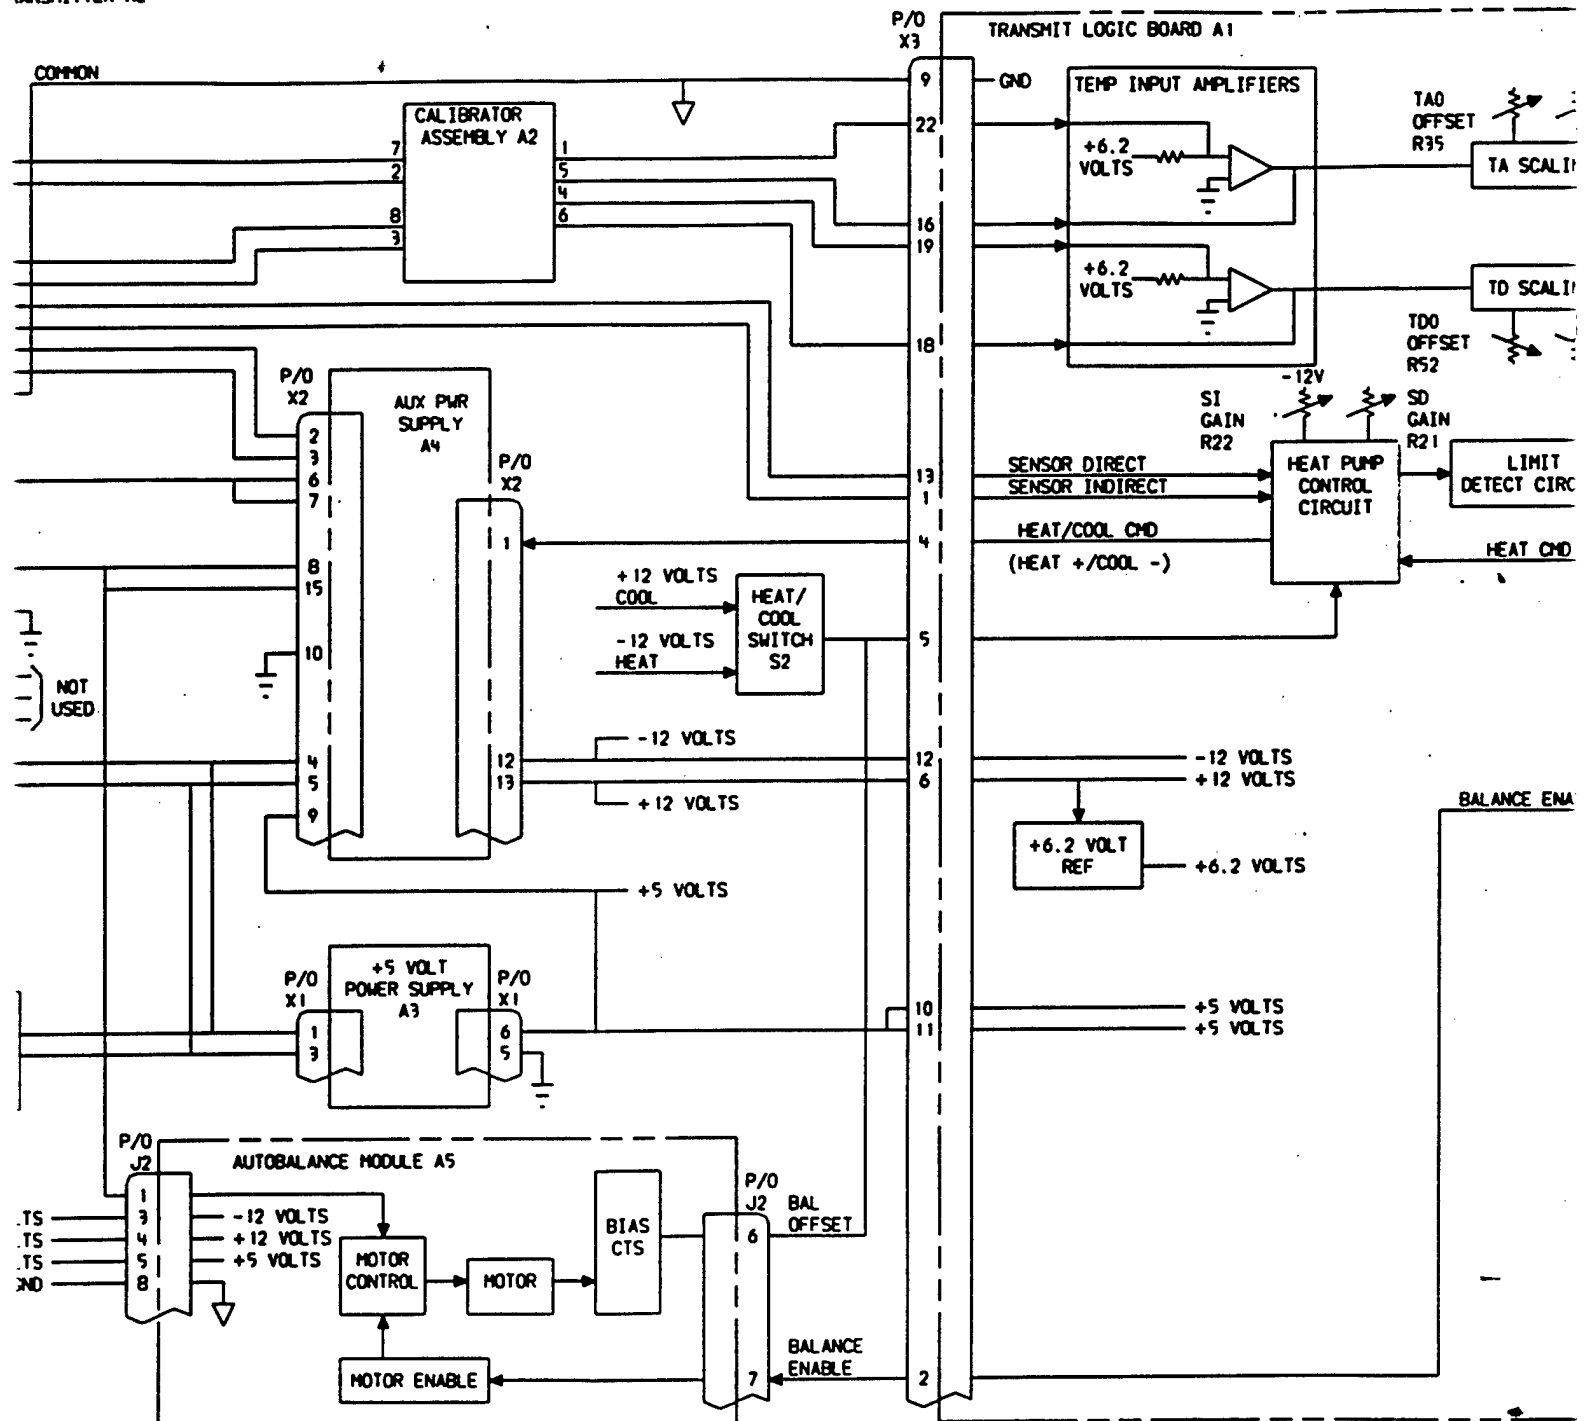 P/O
X3
TRANSMIT LOGIC BOARD A1
COMMON
9
GND
TEMP INPUT AMPLIFIERS
CALIBRATOR
ASSEMBLY A2
22
TA0
OFFSET
R35
7
2
8
3
1
5
4
6
+6.2
VOLTS
16
19
+6.2
VOLTS
18
TD0
OFFSET
R52
P/O
X2
AUX PWR
SUPPLY
A4
P/O
X2
2
3
6
7
8
15
10
4
5
9
1
12
13
-12V
SI
GAIN
R22
SD
GAIN
R21
13
1
4
5
SENSOR DIRECT
SENSOR INDIRECT
HEAT/COOL CMD
(HEAT +/COOL -)
HEAT PUMP
CONTROL
CIRCUIT
LIMIT
DETECT
HEAT CMD
+12 VOLTS
COOL
-12 VOLTS
HEAT
HEAT/
COOL
SWITCH
S2
NOT
USED
-12 VOLTS
+12 VOLTS
12
6
-12 VOLTS
+12 VOLTS
BALANCE
+6.2 VOLT
REF
+6.2 VOLTS
+5 VOLTS
P/O
X1
+5 VOLT
POWER SUPPLY
A3
P/O
X1
1
3
6
5
10
11
+5 VOLTS
+5 VOLTS
P/O
J2
AUTOBALANCE MODULE A5
1
3
4
5
8
-12 VOLTS
+12 VOLTS
+5 VOLTS
MOTOR
CONTROL
MOTOR
BIAS
CTS
P/O
J2
6
BAL
OFFSET
MOTOR ENABLE
7
BALANCE
ENABLE
2